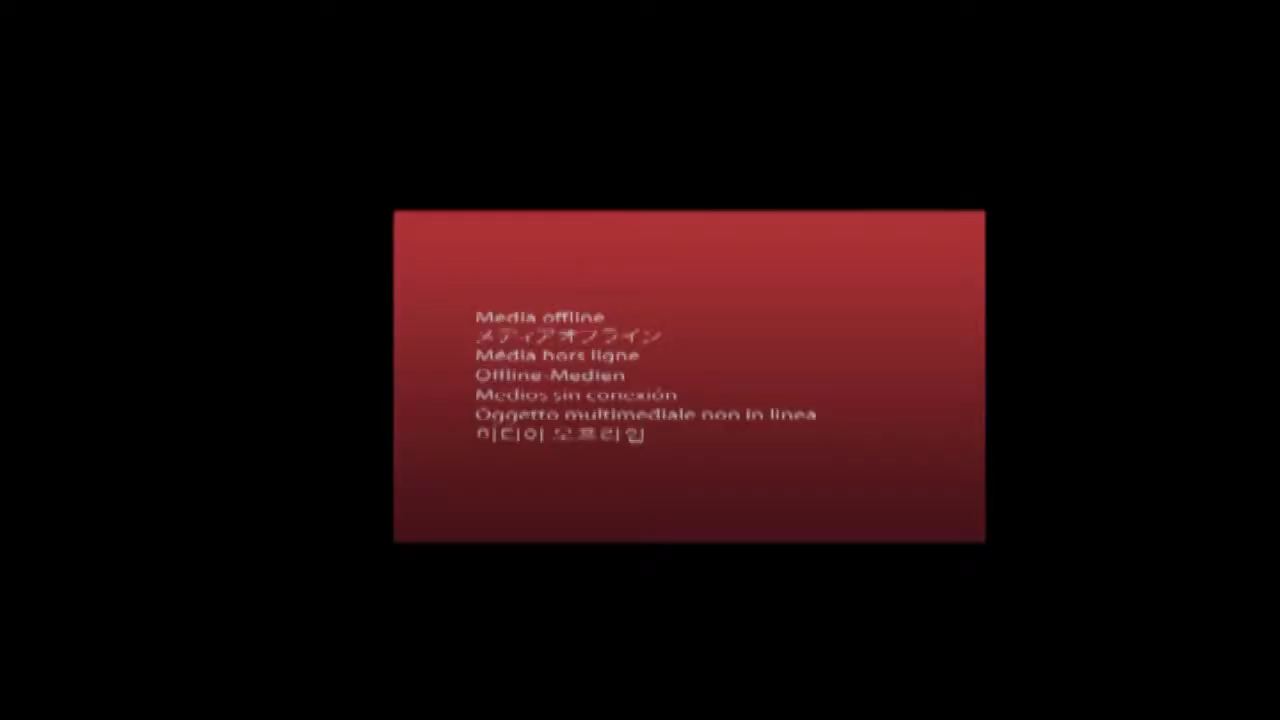 Media offline
メディアオフライン
Média hors ligne
Offline-Medien
Medios sin conexión
Oggetto multimediale non in linea
미디어 오프라인